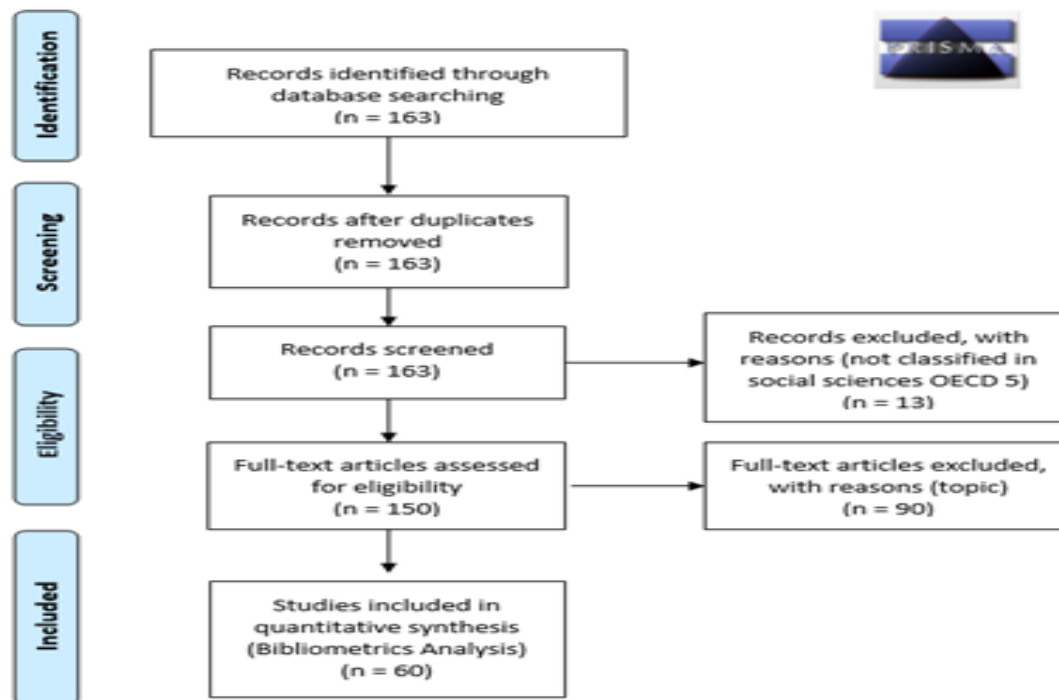 Identification
Records identified through
database searching
(n = 163)
PRISMA
Screening
Records after duplicates
removed
(n = 163)
Records screened
(n = 163)
Records excluded, with
reasons (not classified in
social sciences OECD 5)
(n = 13)
Eligibility
Full-text articles assessed
for eligibility
(n = 150)
Full-text articles excluded,
with reasons (topic)
(n = 90)
Included
Studies included in
quantitative synthesis
(Bibliometrics Analysis)
(n = 60)